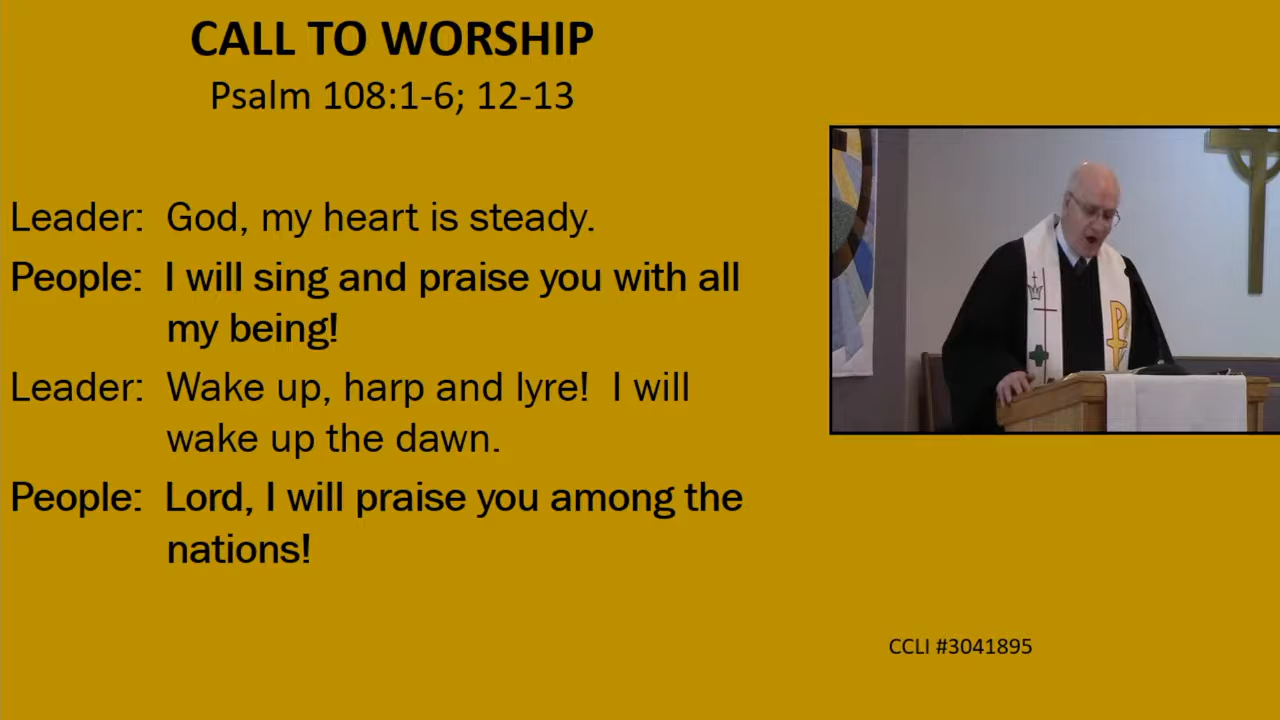 CALL TO WORSHIP
Psalm 108:1-6; 12-13
Leader: God, my heart is steady.
People: I will sing and praise you with all
my being!
Leader: Wake up, harp and lyre! I will
wake up the dawn.
People: Lord, I will praise you among the
nations!
CCLI #3041895